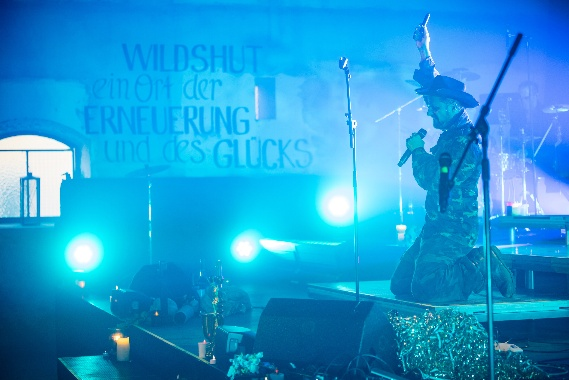 WILDSHUT
ein Ort der
ERNEUERUNG
und des GLÜCKS